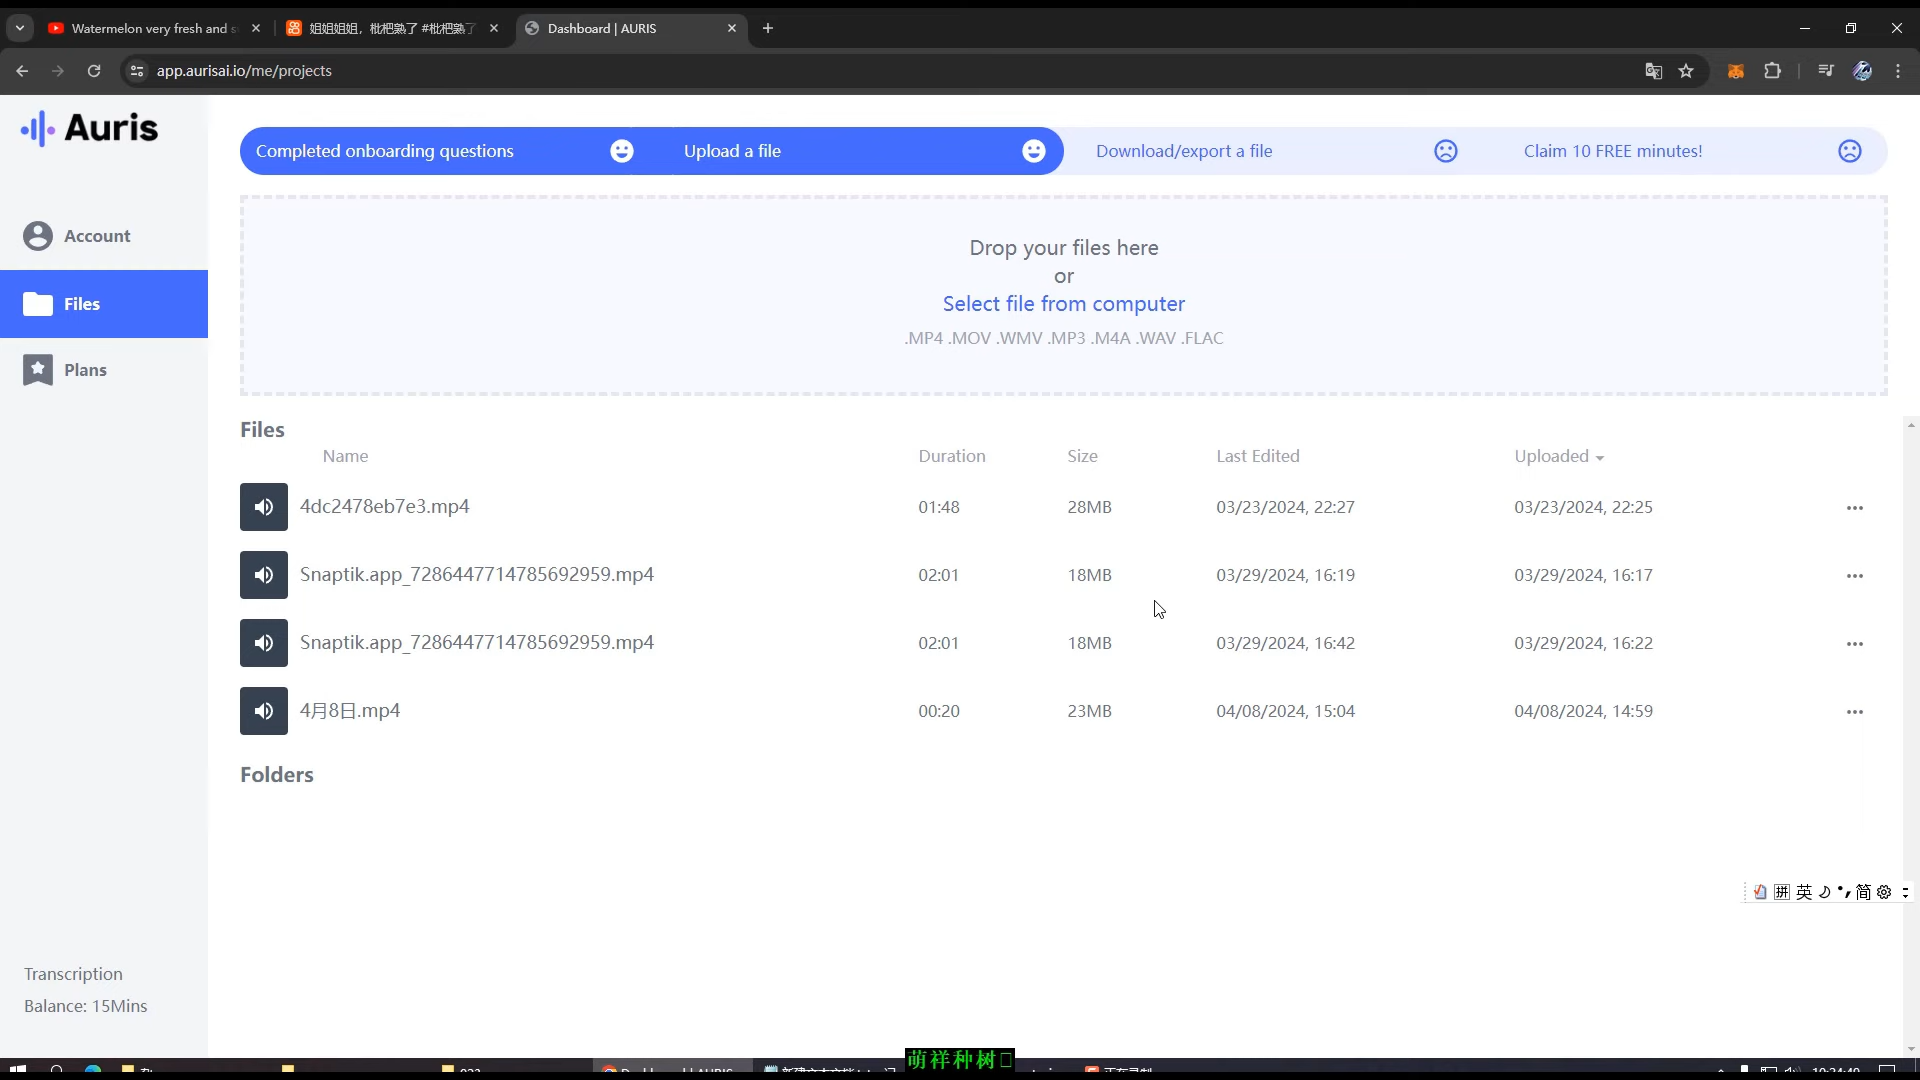 Watermelon very fresh and s
姐姐姐姐，枇杷熟了 #枇杷熟了
Dashboard | AURIS
app.aurisai.io/me/projects
Auris
Completed onboarding questions
Upload a file
Download/export a file
Claim 10 FREE minutes!
Account
Files
Plans
Drop your files here
or
Select file from computer
.MP4 .MOV .WMV .MP3 .M4A .WAV .FLAC
Files
Name Duration Size Last Edited Uploaded
4dc2478eb7e3.mp4 01:48 28MB 03/23/2024, 22:27 03/23/2024, 22:25
Snaptik.app_7286447714785692959.mp4 02:01 18MB 03/29/2024, 16:19 03/29/2024, 16:17
Snaptik.app_7286447714785692959.mp4 02:01 18MB 03/29/2024, 16:42 03/29/2024, 16:22
4月8日.mp4 00:20 23MB 04/08/2024, 15:04 04/08/2024, 14:59
Folders
拼 英 简
Transcription
Balance: 15Mins
萌祥种树